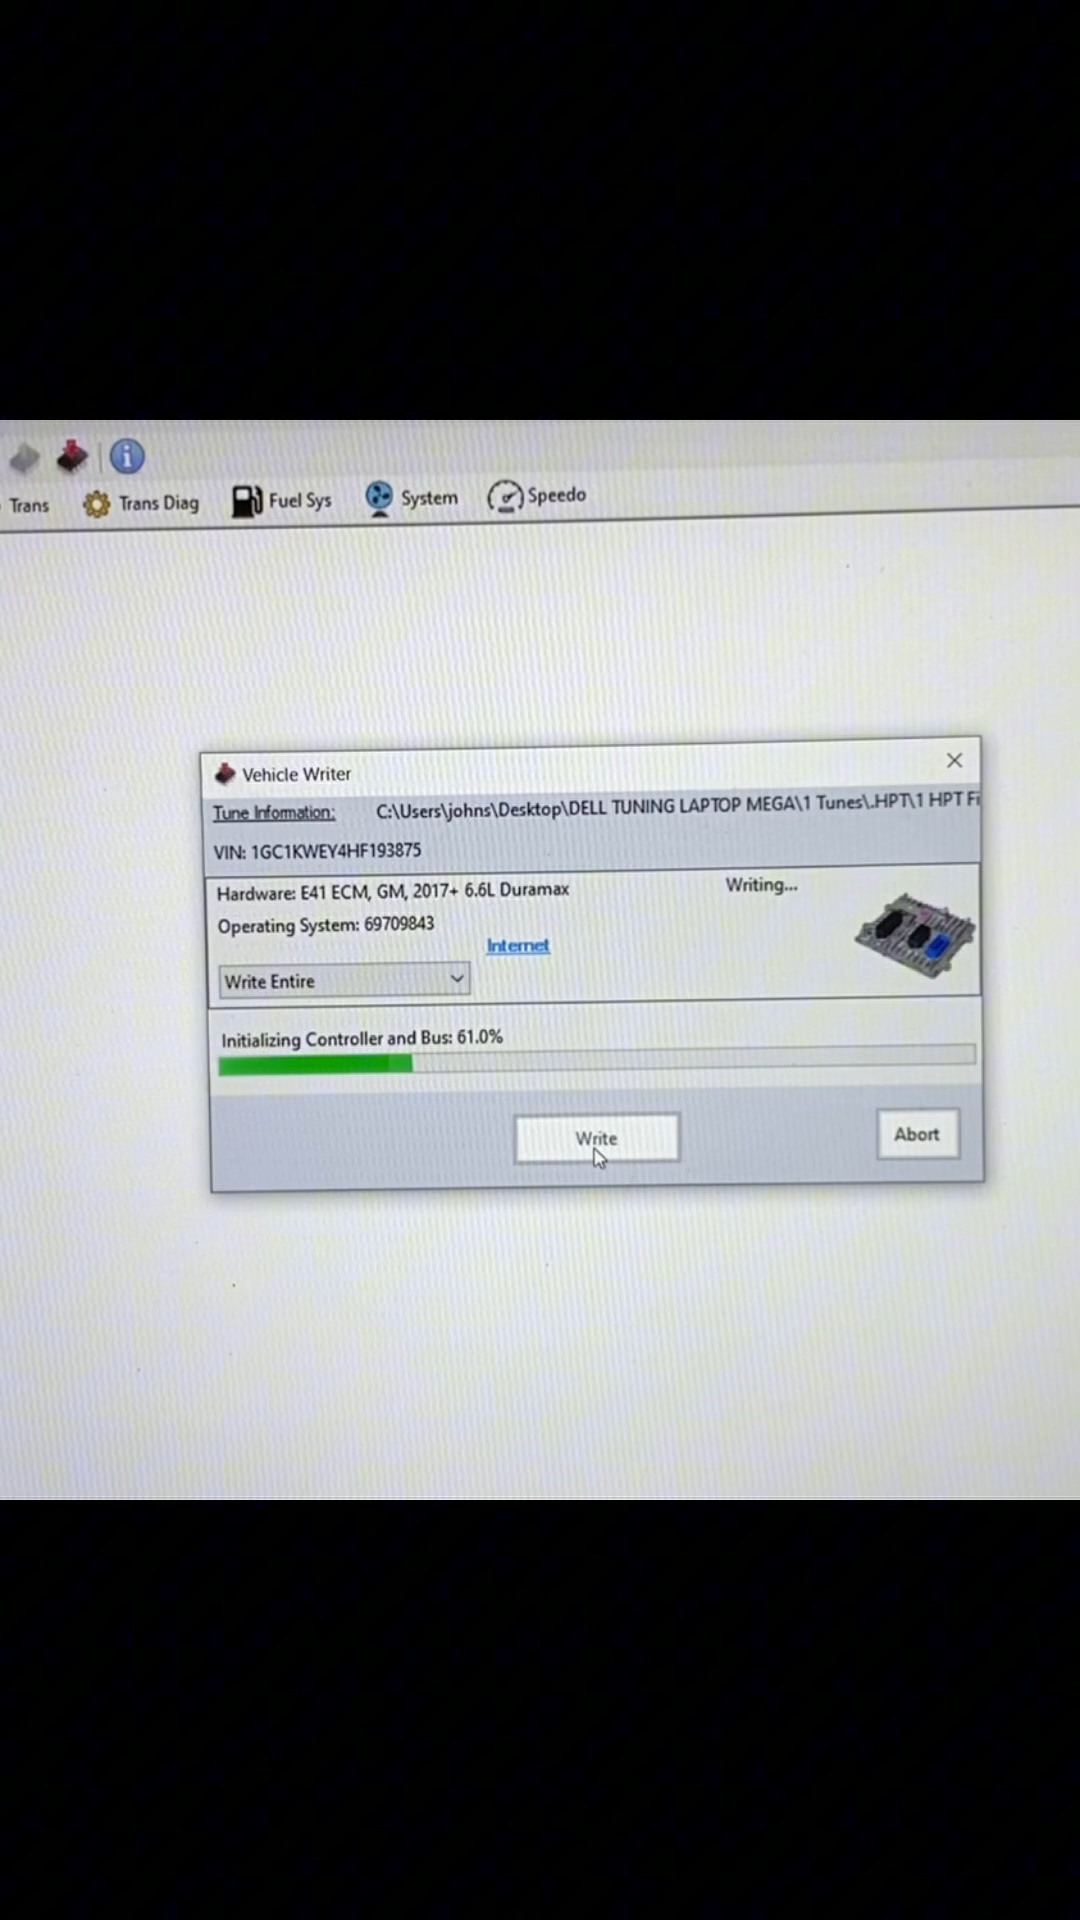 Trans
Trans Diag
Fuel Sys
System
Speedo
Vehicle Writer
Tune Information: C:\Users\johns\Desktop\DELL TUNING LAPTOP MEGA\1 Tunes\.HPT\1 HPT Fi
VIN: 1GC1KWEY4HF193875
Hardware: E41 ECM, GM, 2017+ 6.6L Duramax
Writing...
Operating System: 69709843
Internet
Write Entire
Initializing Controller and Bus: 61.0%
Write
Abort